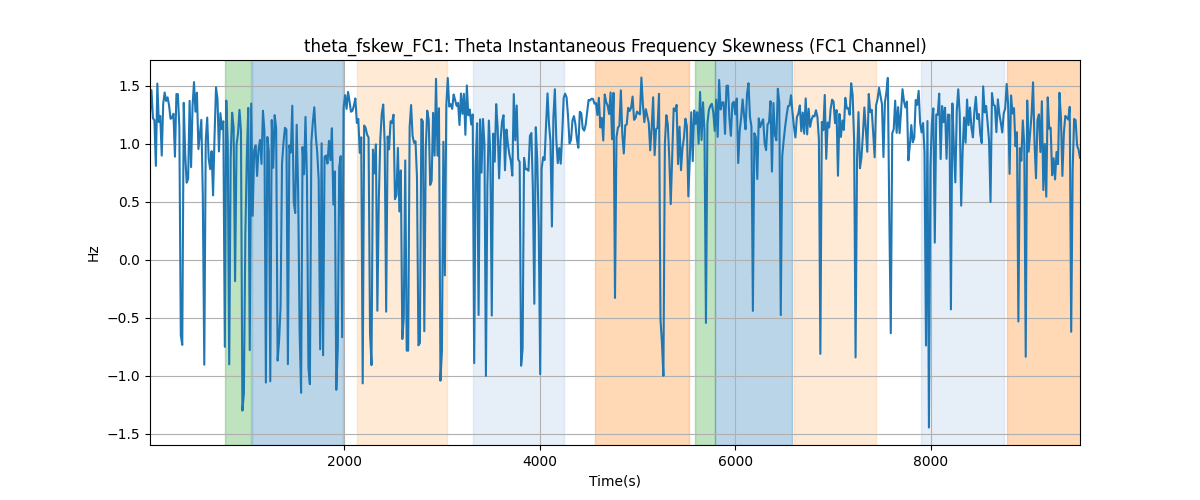 theta_fskew_FC1: Theta Instantaneous Frequency Skewness (FC1 Channel)
1.5
1.0
0.5
0.0
−0.5
−1.0
−1.5
Hz
2000 4000 6000 8000
Time(s)